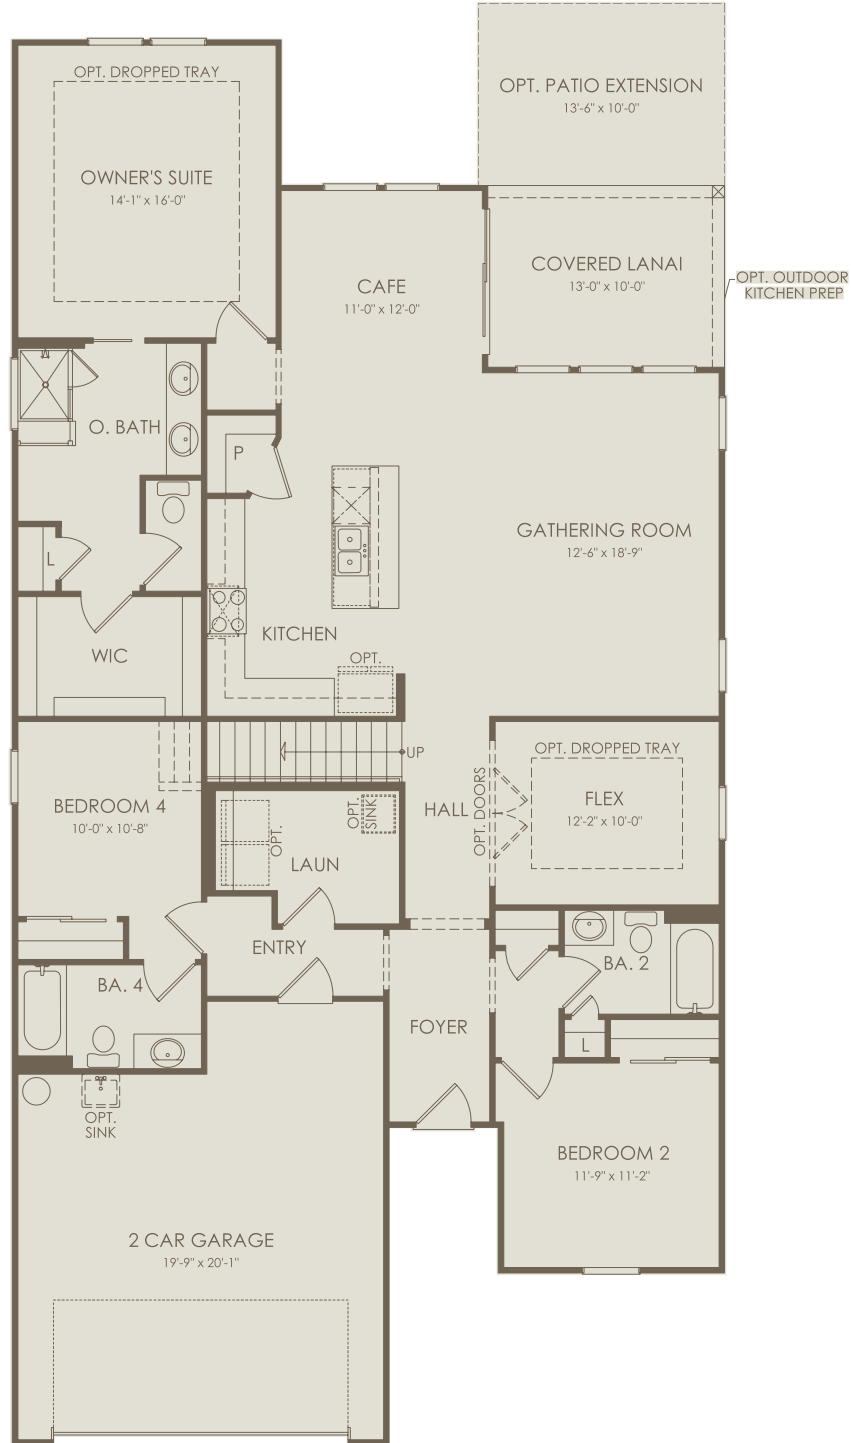 OPT. DROPPED TRAY
OPT. PATIO EXTENSION
13'-6" x 10'-0"
OWNER'S SUITE
14'-1" x 16'-0"
COVERED LANAI
13'-0" x 10'-0"
OPT. OUTDOOR
KITCHEN PREP
CAFE
11'-0" x 12'-0"
O. BATH
P
GATHERING ROOM
12'-6" x 18'-9"
L
KITCHEN
WIC
OPT.
UP
OPT. DROPPED TRAY
BEDROOM 4
10'-0" x 10'-8"
OPT.
OPT.
SINK
LAUN
HALL
OPT. DOORS
FLEX
12'-2" x 10'-0"
ENTRY
BA. 2
BA. 4
FOYER
L
OPT.
SINK
BEDROOM 2
11'-9" x 11'-2"
2 CAR GARAGE
19'-9" x 20'-1"